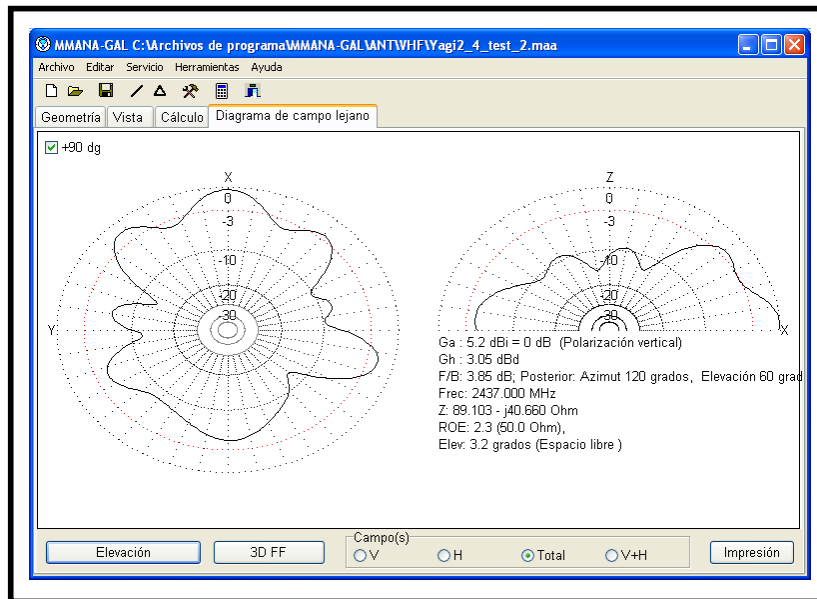 MMANA-GAL C:\Archivos de programa\MMANA-GAL\ANT\VHF\Yagi2_4_test_2.maa
Archivo Editar Servicio Herramientas Ayuda
Geometría Vista Cálculo Diagrama de campo lejano
+90 dg
X
0
-3
-10
-20
-30
Y
Z
0
-3
-10
-20
-30
X
Ga : 5.2 dBi = 0 dB (Polarización vertical)
Gh : 3.05 dBd
F/B: 3.85 dB; Posterior: Azimut 120 grados, Elevación 60 grad
Frec: 2437.000 MHz
Z: 89.103 - j40.660 Ohm
ROE: 2.3 (50.0 Ohm),
Elev: 3.2 grados (Espacio libre )
Elevación
3D FF
Campo(s)
V H Total V+H
Impresión